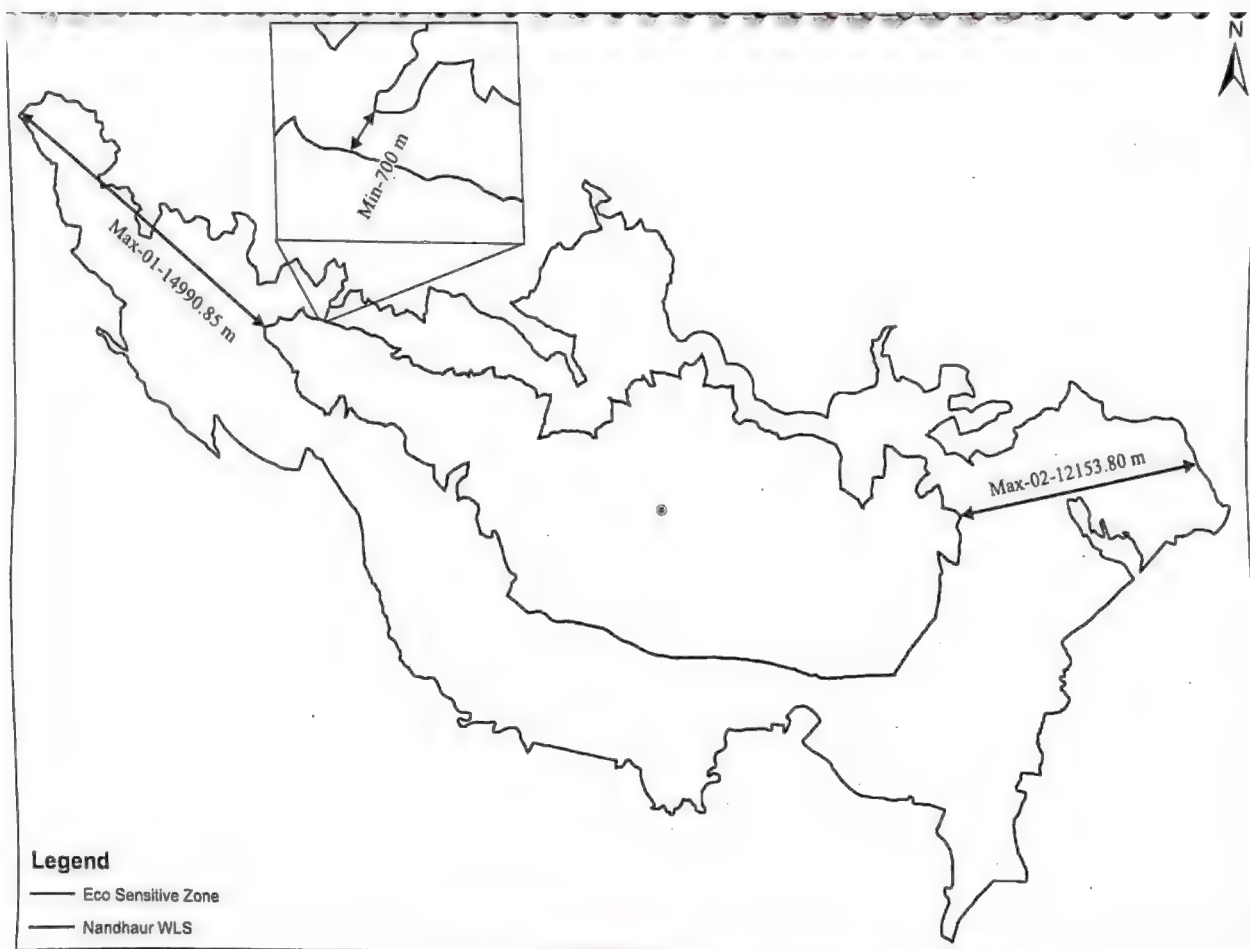 N
Min-700 m
Max-01-14990.85 m
Max-02-12153.80 m
Legend
Eco Sensitive Zone
Nandhaur WLS